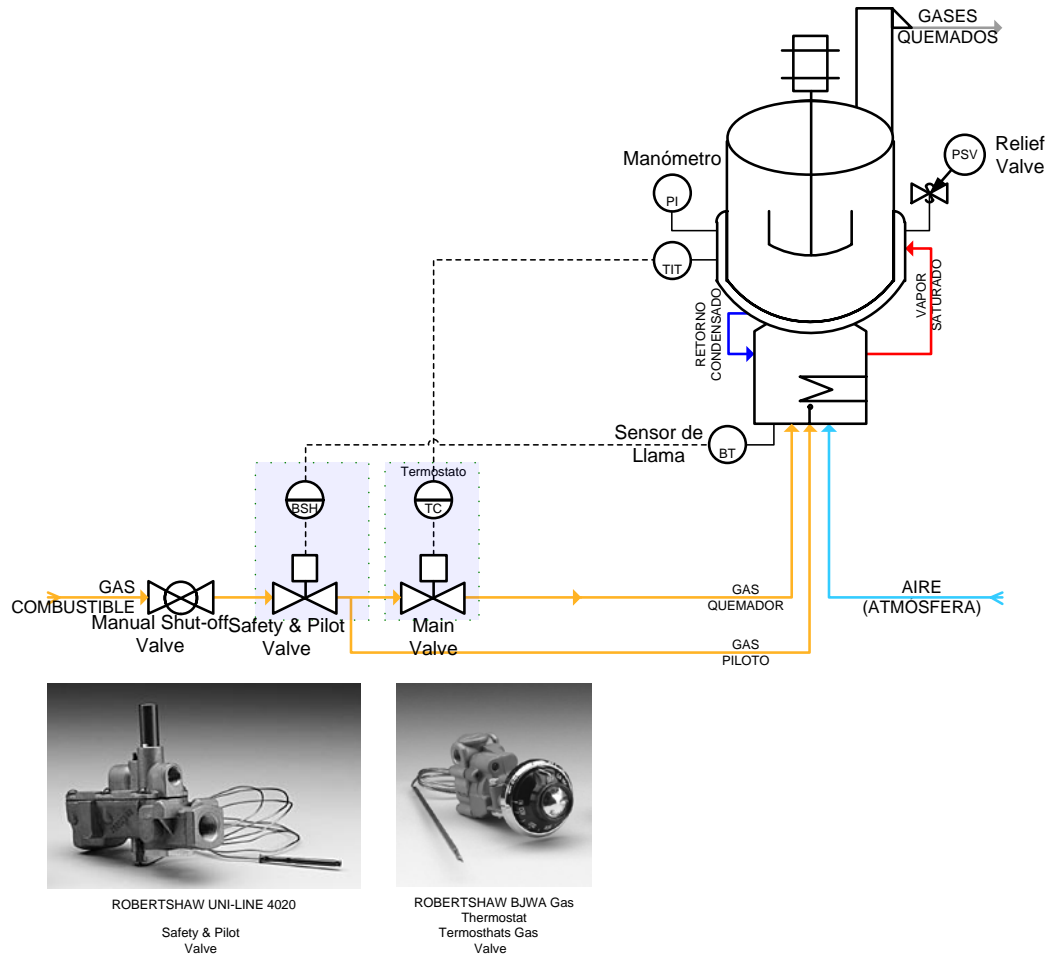 GASES
QUEMADOS
PSV
Relief
Valve
Manómetro
PI
TIT
RETORNO
CONDENSADO
VAPOR
SATURADO
Sensor de
Llama
BT
Termostato
BSH
TC
GAS
COMBUSTIBLE
Manual Shut-off
Valve
Safety & Pilot
Valve
Main
Valve
GAS
QUEMADOR
GAS
PILOTO
AIRE
(ATMÓSFERA)
ROBERTSHAW UNI-LINE 4020
Safety & Pilot
Valve
ROBERTSHAW BJWA Gas
Thermostat
Termosthats Gas
Valve